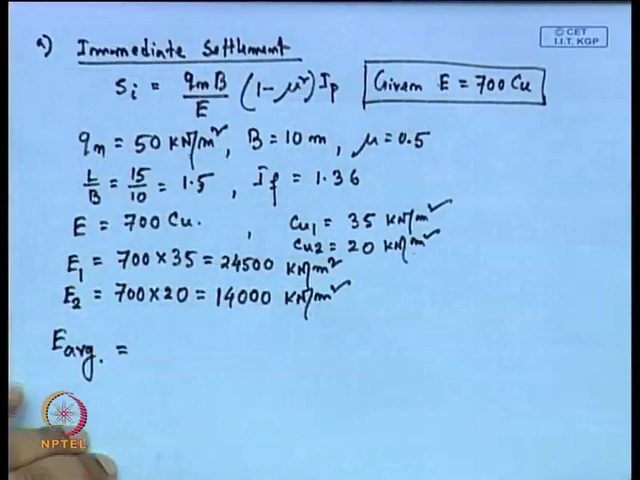 © CET
I.I.T. KGP
a) Immediate Settlement
Si = qnB/E (1-μ²) Ip
Given E = 700 Cu
qn = 50 KN/m², B = 10 m, μ = 0.5
L/B = 15/10 = 1.5, If = 1.36
E = 700 Cu. , Cu1 = 35 KN/m²
Cu2 = 20 KN/m²
E1 = 700 × 35 = 24500 KN/m²
E2 = 700 × 20 = 14000 KN/m²
Eavg. =
NPTEL